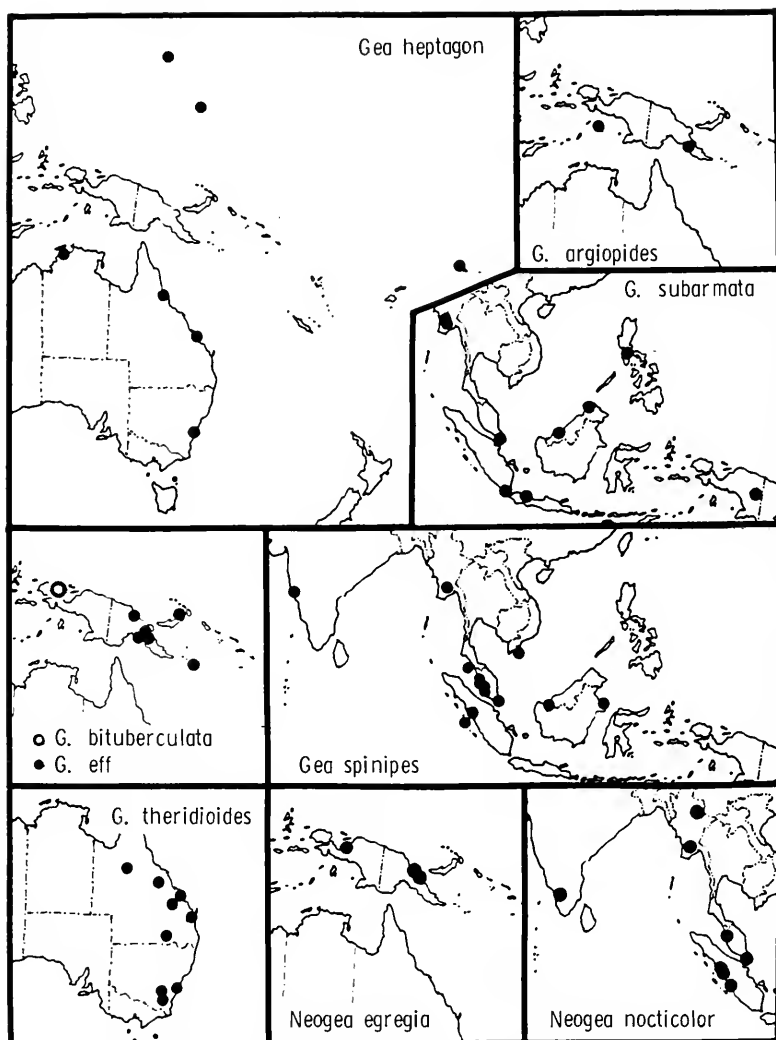 Gea heptagon
G. argiopides
G. subarmata
○ G. bituberculata
● G. eff
Gea spinipes
G. theridioides
Neogea egregia
Neogea nocticolor